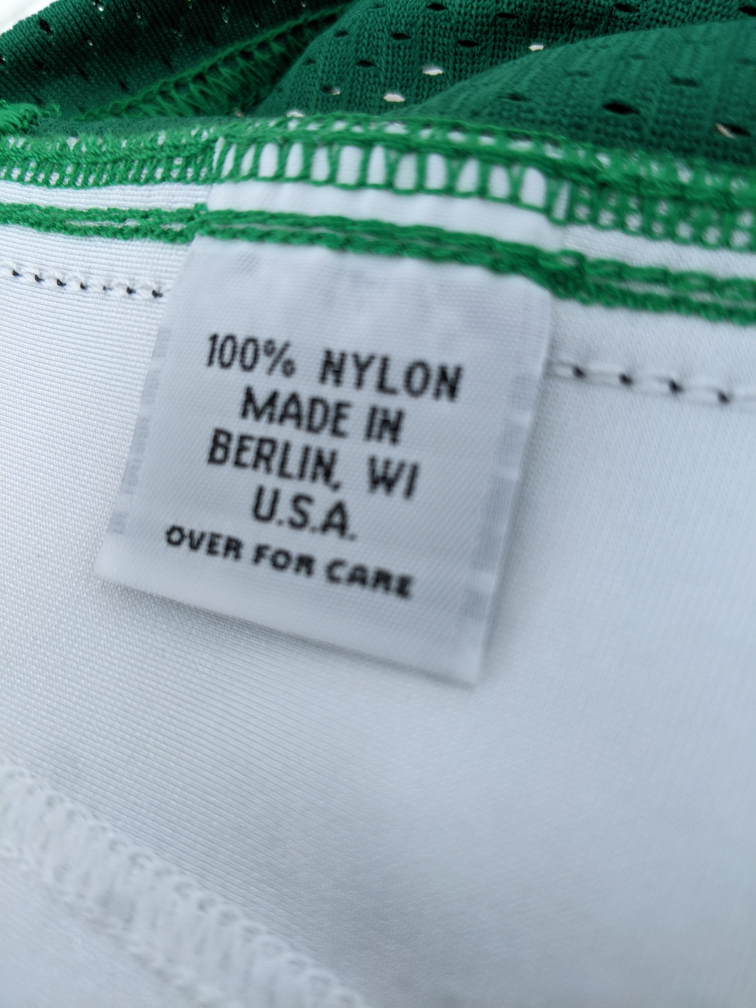 100% NYLON
MADE IN
BERLIN, WI
U.S.A.
OVER FOR CARE